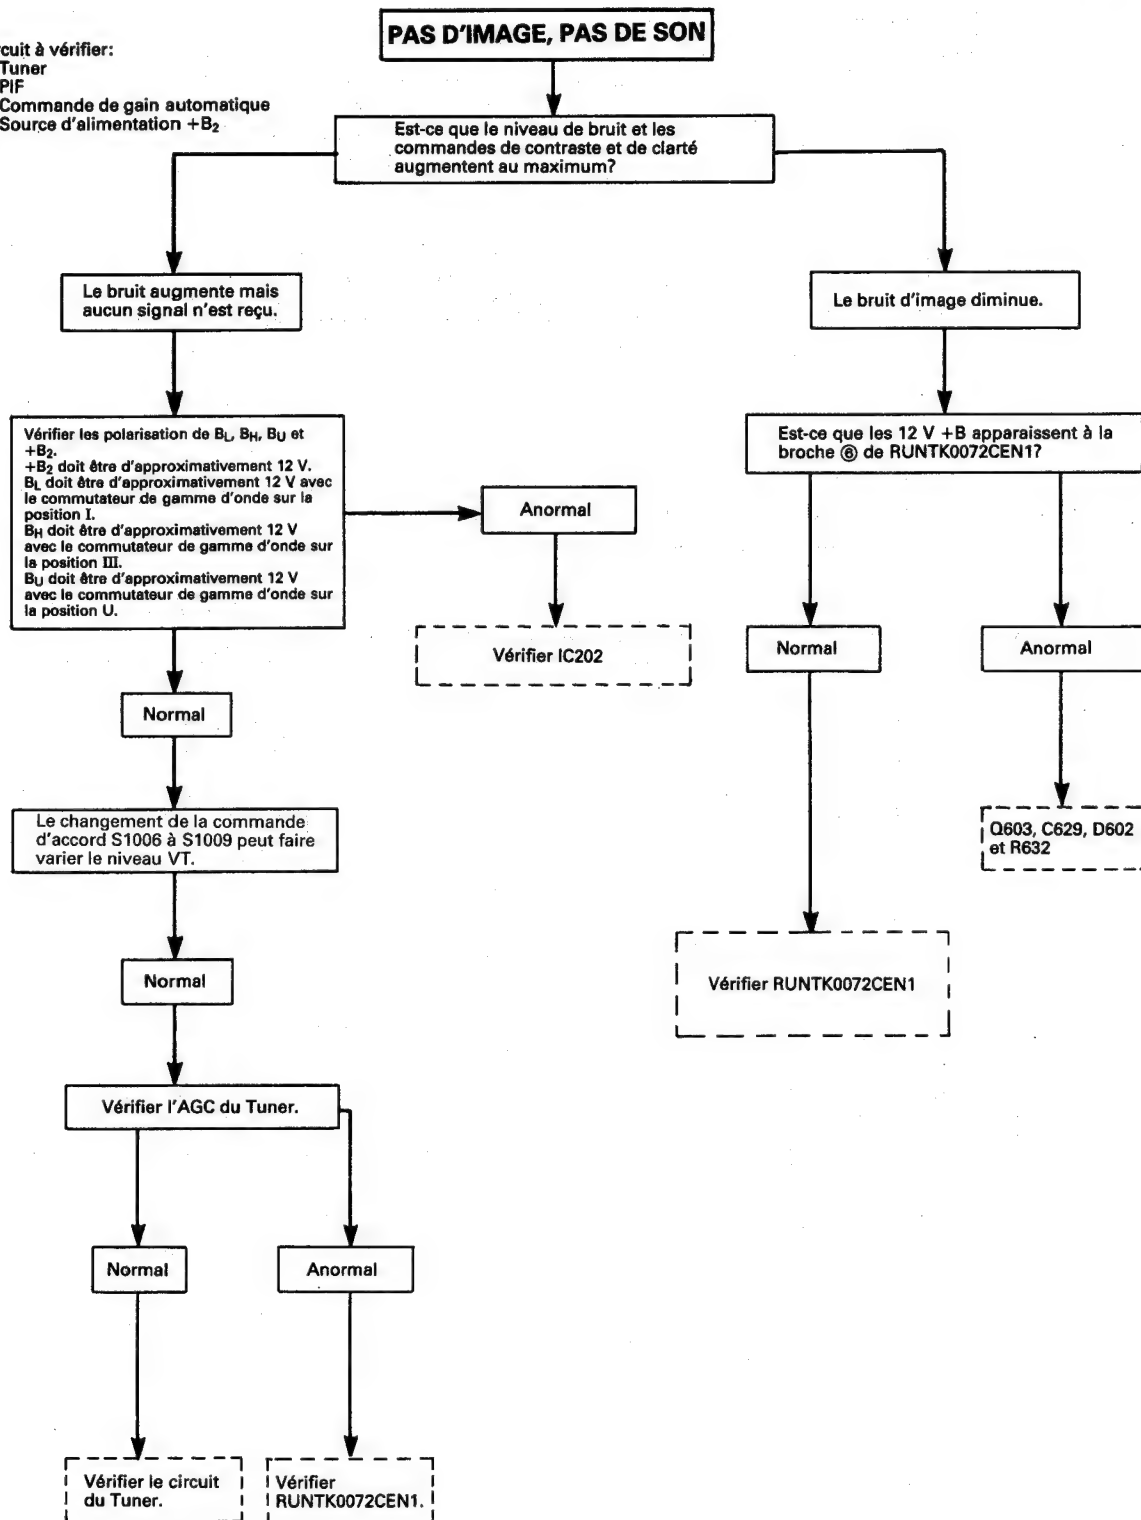 PAS D'IMAGE, PAS DE SON
cuit à vérifier:
Tuner
PIF
Commande de gain automatique
Source d'alimentation +B2
Est-ce que le niveau de bruit et les
commandes de contraste et de clarté
augmentent au maximum?
Le bruit augmente mais
aucun signal n'est reçu.
Le bruit d'image diminue.
Vérifier les polarisation de BL, BH, BU et
+B2.
+B2 doit être d'approximativement 12 V.
BL doit être d'approximativement 12 V avec
le commutateur de gamme d'onde sur la
position I.
BH doit être d'approximativement 12 V
avec le commutateur de gamme d'onde sur
la position III.
BU doit être d'approximativement 12 V
avec le commutateur de gamme d'onde sur
la position U.
Anormal
Vérifier IC202
Est-ce que les 12 V +B apparaissent à la
broche ⑥ de RUNTK0072CEN1?
Normal
Anormal
Normal
Q603, C629, D602
et R632
Le changement de la commande
d'accord S1006 à S1009 peut faire
varier le niveau VT.
Vérifier RUNTK0072CEN1
Normal
Vérifier l'AGC du Tuner.
Normal
Anormal
Vérifier le circuit
du Tuner.
Vérifier
RUNTK0072CEN1.